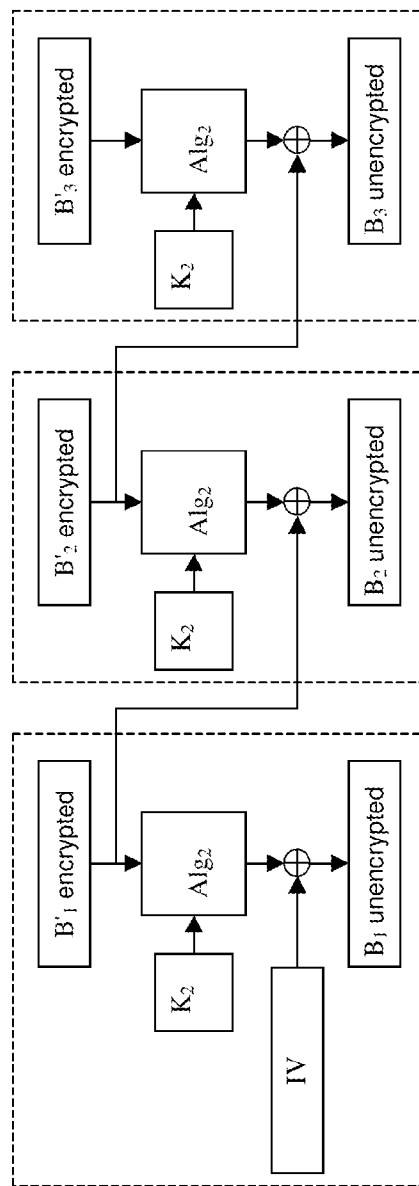 B'₁ encrypted
K₂
Alg₂
IV
B₁ unencrypted
B'₂ encrypted
K₂
Alg₂
B₂ unencrypted
B'₃ encrypted
K₂
Alg₂
B₃ unencrypted